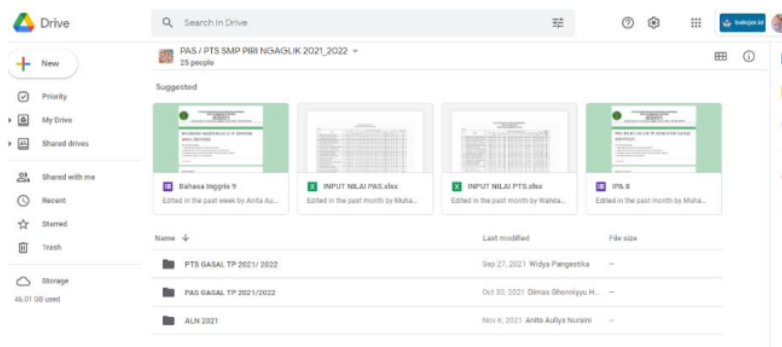 Drive
Search in Drive
belajar.id
New
PAS / PTS SMP PIRI NGAGLIK 2021_2022
25 people
Priority
My Drive
Shared drives
Shared with me
Recent
Starred
Trash
Storage
46.01 GB used
Suggested
Bahasa Inggris 9
Edited in the past week by Anita Au...
INPUT NILAI PAS.xlsx
Edited in the past month by Muha...
INPUT NILAI PTS.xlsx
Edited in the past month by Wahda...
IPA 8
Edited in the past month by Muha...
Name Last modified File size
PTS GASAL TP 2021/ 2022 Sep 27, 2021 Widya Pangestika —
PAS GASAL TP 2021/2022 Oct 30, 2021 Dimas Ghonniyyu H... —
ALN 2021 Nov 6, 2021 Anita Auliya Nuraini —